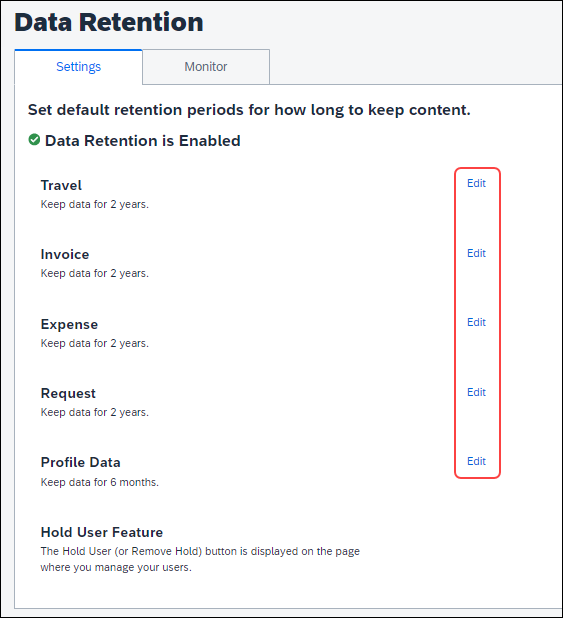 Data Retention
Settings
Monitor
Set default retention periods for how long to keep content.
Data Retention is Enabled
Travel
Edit
Keep data for 2 years.
Invoice
Edit
Keep data for 2 years.
Expense
Edit
Keep data for 2 years.
Request
Edit
Keep data for 2 years.
Profile Data
Edit
Keep data for 6 months.
Hold User Feature
The Hold User (or Remove Hold) button is displayed on the page
where you manage your users.